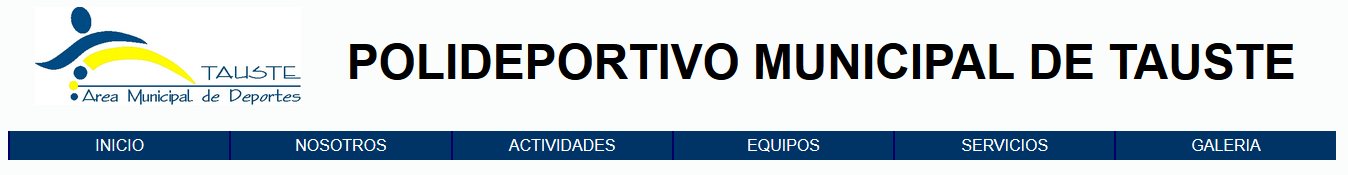 TAUSTE
Area Municipal de Deportes
POLIDEPORTIVO MUNICIPAL DE TAUSTE
INICIO NOSOTROS ACTIVIDADES EQUIPOS SERVICIOS GALERIA